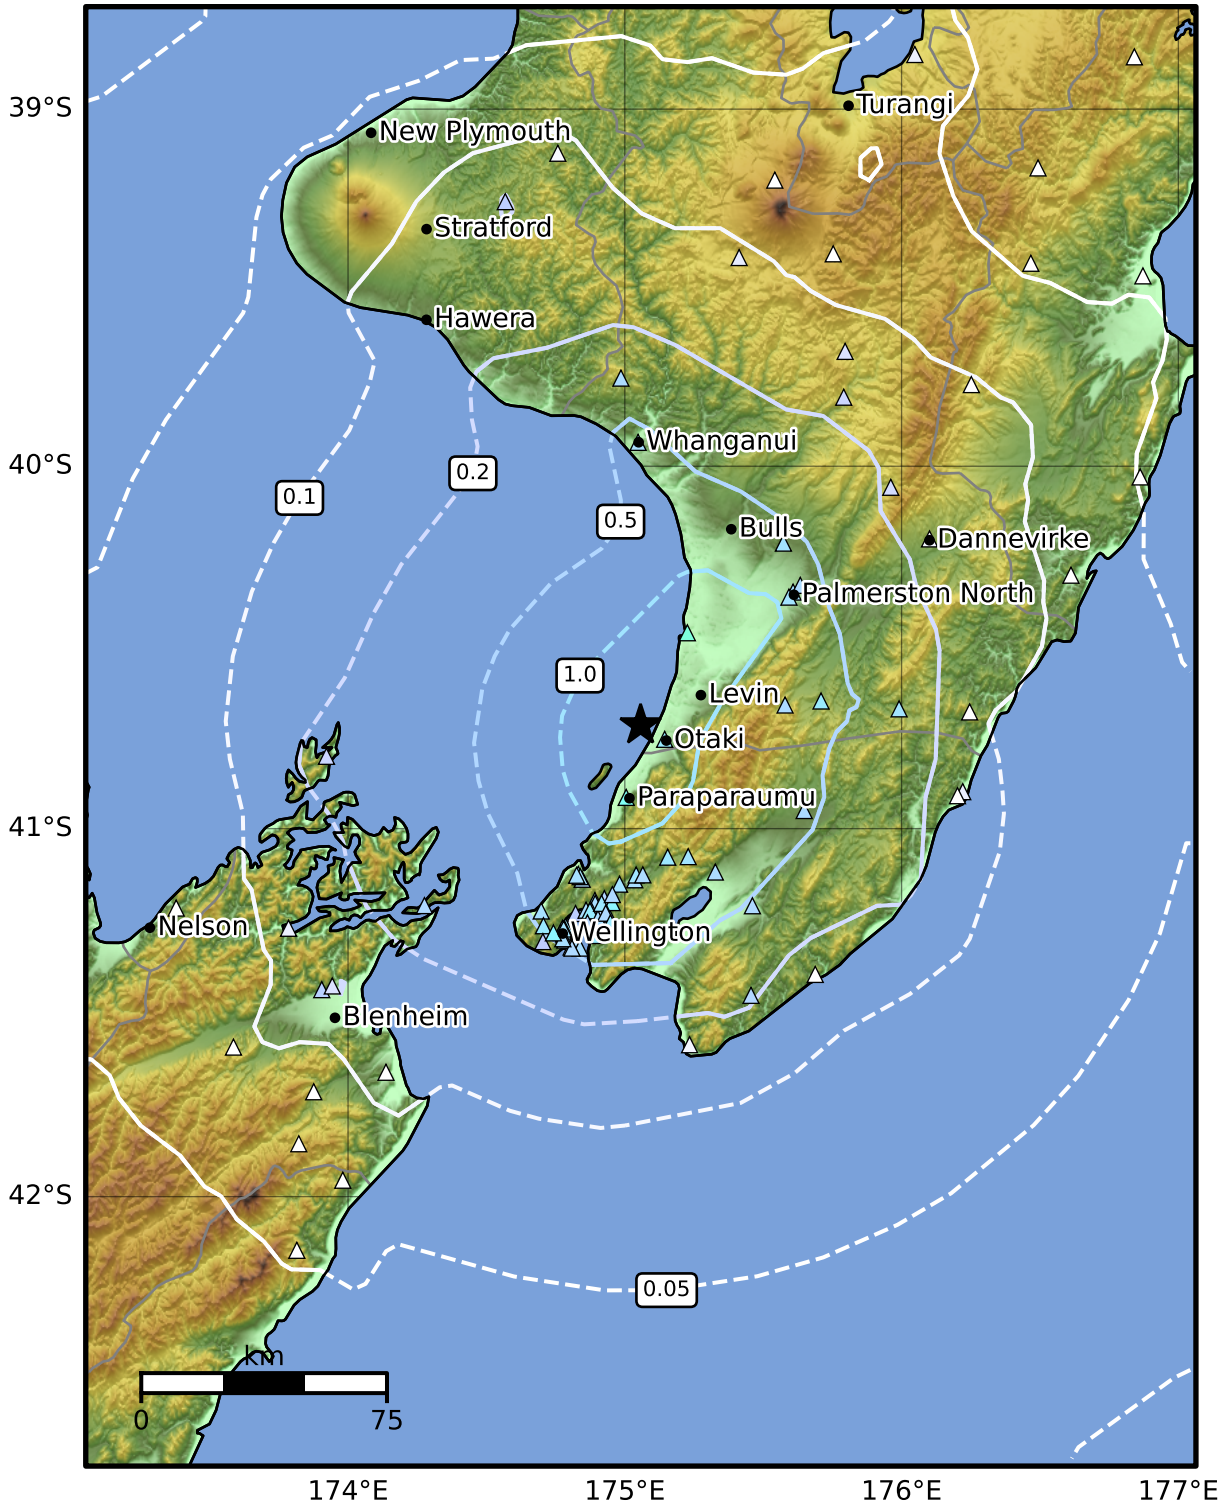 39°S
Turangi
New Plymouth
Stratford
Hawera
Whanganui
40°S
0.2
0.1
0.5
Bulls
Dannevirke
Palmerston North
1.0
Levin
Otaki
Paraparaumu
41°S
Nelson
Wellington
Blenheim
42°S
0.05
km
0 75
174°E 175°E 176°E 177°E